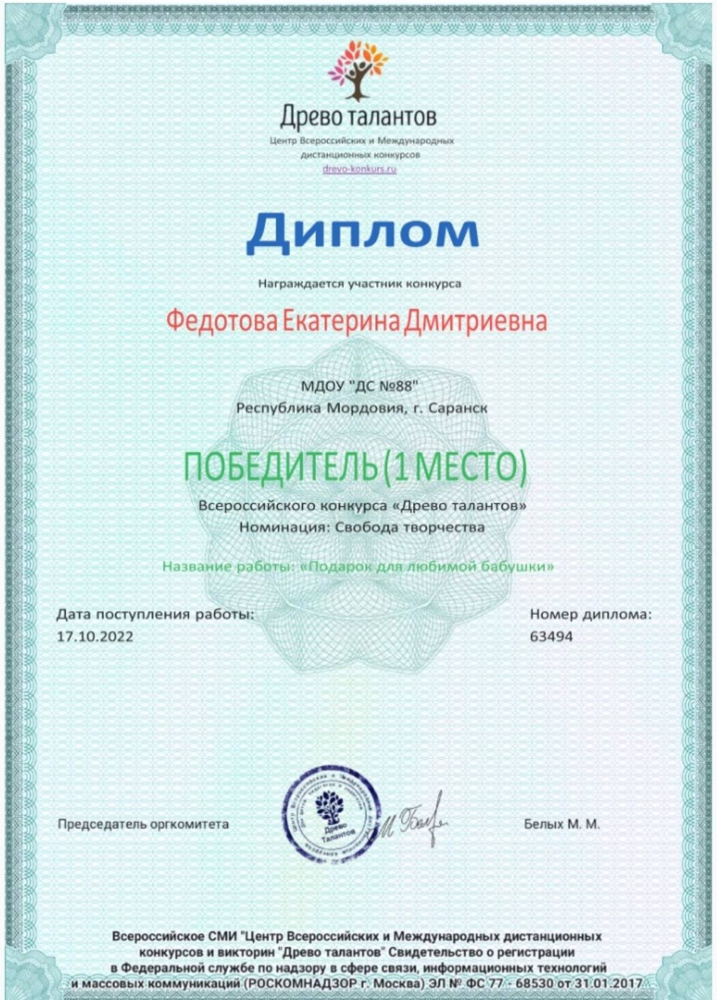 Древо талантов
Центр Всероссийских и Международных
дистанционных конкурсов
drevo-konkurs.ru
Диплом
Награждается участник конкурса
Федотова Екатерина Дмитриевна
МДОУ "ДС №88"
Республика Мордовия, г. Саранск
ПОБЕДИТЕЛЬ (1 МЕСТО)
Всероссийского конкурса «Древо талантов»
Номинация: Свобода творчества
Название работы: «Подарок для любимой бабушки»
Дата поступления работы:
17.10.2022
Номер диплома:
63494
Председатель оргкомитета
Древо
Талантов
Белых М. М.
Всероссийское СМИ "Центр Всероссийских и Международных дистанционных
конкурсов и викторин "Древо талантов" Свидетельство о регистрации
в Федеральной службе по надзору в сфере связи, информационных технологий
и массовых коммуникаций (РОСКОМНАДЗОР г. Москва) ЭЛ № ФС 77 - 68530 от 31.01.2017